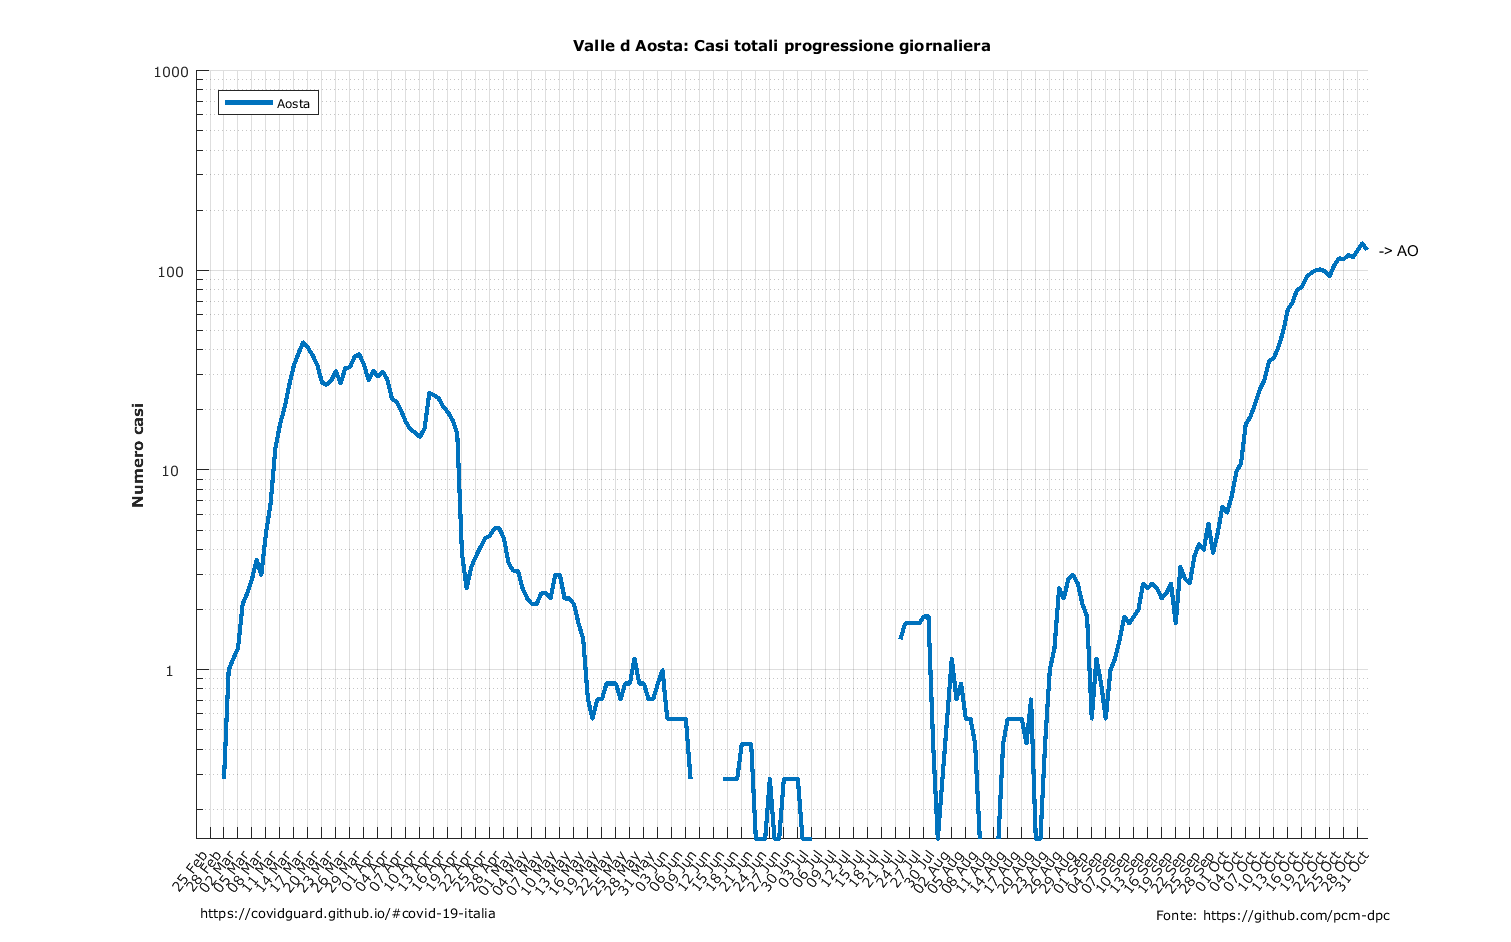 Valle d Aosta: Casi totali progressione giornaliera
1000
100
10
1
Numero casi
Aosta
-> AO
25 Feb
28 Feb
02 Mar
05 Mar
08 Mar
11 Mar
14 Mar
17 Mar
20 Mar
23 Mar
26 Mar
29 Mar
01 Apr
04 Apr
07 Apr
10 Apr
13 Apr
16 Apr
19 Apr
22 Apr
25 Apr
28 Apr
01 May
04 May
07 May
10 May
13 May
16 May
19 May
22 May
25 May
28 May
31 May
03 Jun
06 Jun
09 Jun
12 Jun
15 Jun
18 Jun
21 Jun
24 Jun
27 Jun
30 Jun
03 Jul
06 Jul
09 Jul
12 Jul
15 Jul
18 Jul
21 Jul
24 Jul
27 Jul
30 Jul
02 Aug
05 Aug
08 Aug
11 Aug
14 Aug
17 Aug
20 Aug
23 Aug
26 Aug
29 Aug
01 Sep
04 Sep
07 Sep
10 Sep
13 Sep
16 Sep
19 Sep
22 Sep
25 Sep
28 Sep
01 Oct
04 Oct
07 Oct
10 Oct
13 Oct
16 Oct
19 Oct
22 Oct
25 Oct
28 Oct
31 Oct
https://covidguard.github.io/#covid-19-italia
Fonte: https://github.com/pcm-dpc